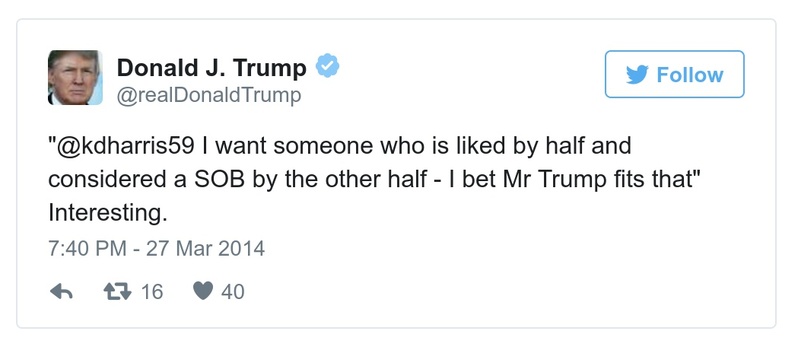 Donald J. Trump
@realDonaldTrump
Follow
"@kdharris59 I want someone who is liked by half and
considered a SOB by the other half - I bet Mr Trump fits that"
Interesting.
7:40 PM - 27 Mar 2014
16 40